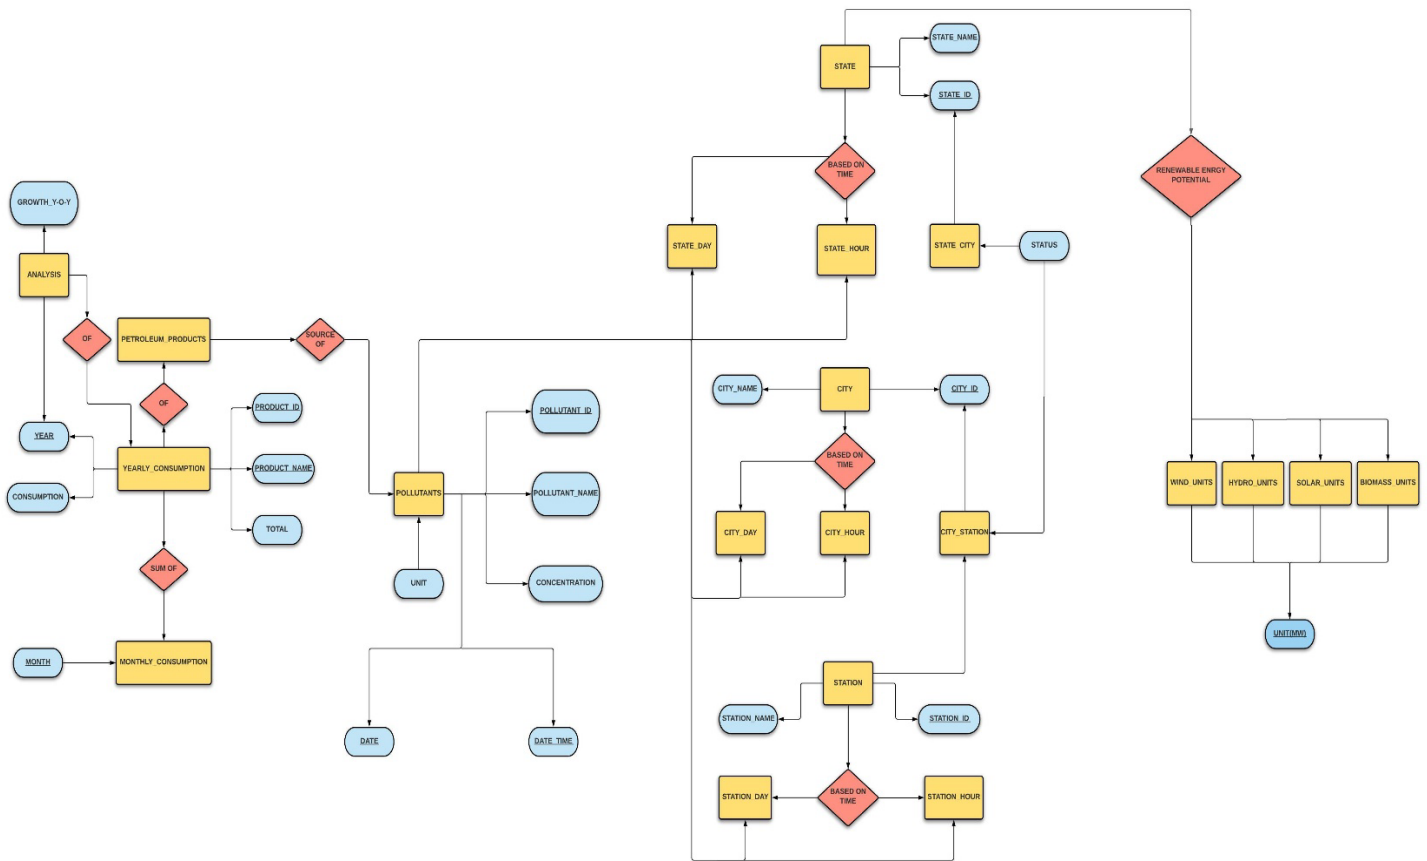 STATE_NAME
STATE
STATE_ID
BASED ON
TIME
RENEWABLE ENRGY
POTENTIAL
GROWTH_Y-O-Y
STATE_DAY
STATE_HOUR
STATE_CITY
STATUS
ANALYSIS
OF
PETROLEUM_PRODUCTS
SOURCE
OF
CITY_NAME
CITY
CITY_ID
OF
PRODUCT_ID
POLLUTANT_ID
YEAR
YEARLY_CONSUMPTION
PRODUCT_NAME
BASED ON
TIME
WIND_UNITS
HYDRO_UNITS
SOLAR_UNITS
BIOMASS_UNITS
CONSUMPTION
POLLUTANTS
POLLUTANT_NAME
TOTAL
CITY_DAY
CITY_HOUR
CITY_STATION
SUM OF
UNIT
CONCENTRATION
UNIT(MW)
MONTH
MONTHLY_CONSUMPTION
STATION
STATION_NAME
STATION_ID
DATE
DATE_TIME
STATION_DAY
BASED ON
TIME
STATION_HOUR